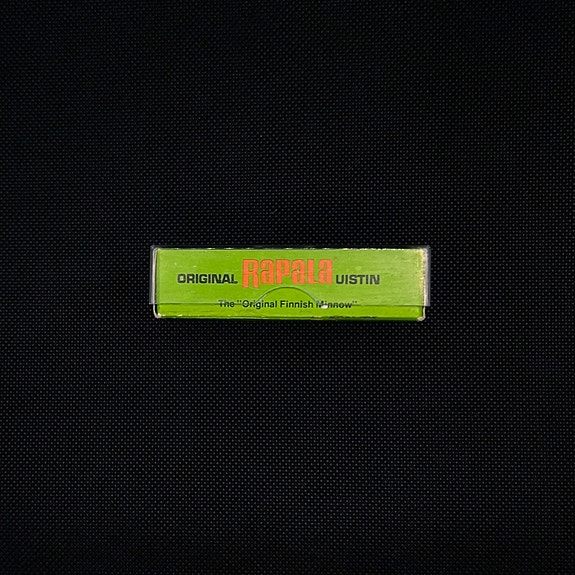 ORIGINAL Rapala UISTIN
The "Original Finnish Minnow"